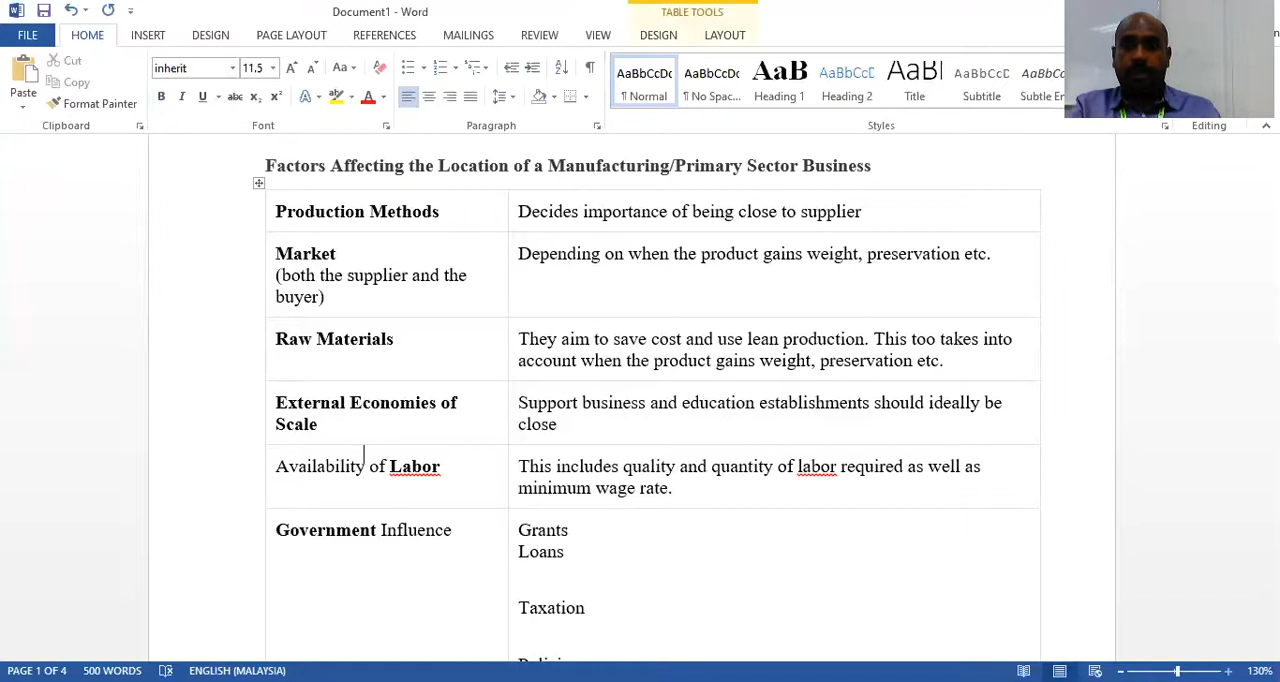 Document1 - Word
TABLE TOOLS
FILE
HOME
INSERT
DESIGN
PAGE LAYOUT
REFERENCES
MAILINGS
REVIEW
VIEW
DESIGN
LAYOUT
Paste
Cut
Copy
Format Painter
Clipboard
inherit
11.5
Font
Paragraph
AaBbCcDc
¶ Normal
AaBbCcDc
¶ No Spac...
AaB
Heading 1
AaBbCcD
Heading 2
AaBl
Title
AaBbCcD
Subtitle
AaBbCcDc
Subtle Em
Styles
Editing
Factors Affecting the Location of a Manufacturing/Primary Sector Business
Production Methods
Decides importance of being close to supplier
Market
(both the supplier and the
buyer)
Depending on when the product gains weight, preservation etc.
Raw Materials
They aim to save cost and use lean production. This too takes into
account when the product gains weight, preservation etc.
External Economies of
Scale
Support business and education establishments should ideally be
close
Availability of Labor
This includes quality and quantity of labor required as well as
minimum wage rate.
Government Influence
Grants
Loans
Taxation
PAGE 1 OF 4
500 WORDS
ENGLISH (MALAYSIA)
130%